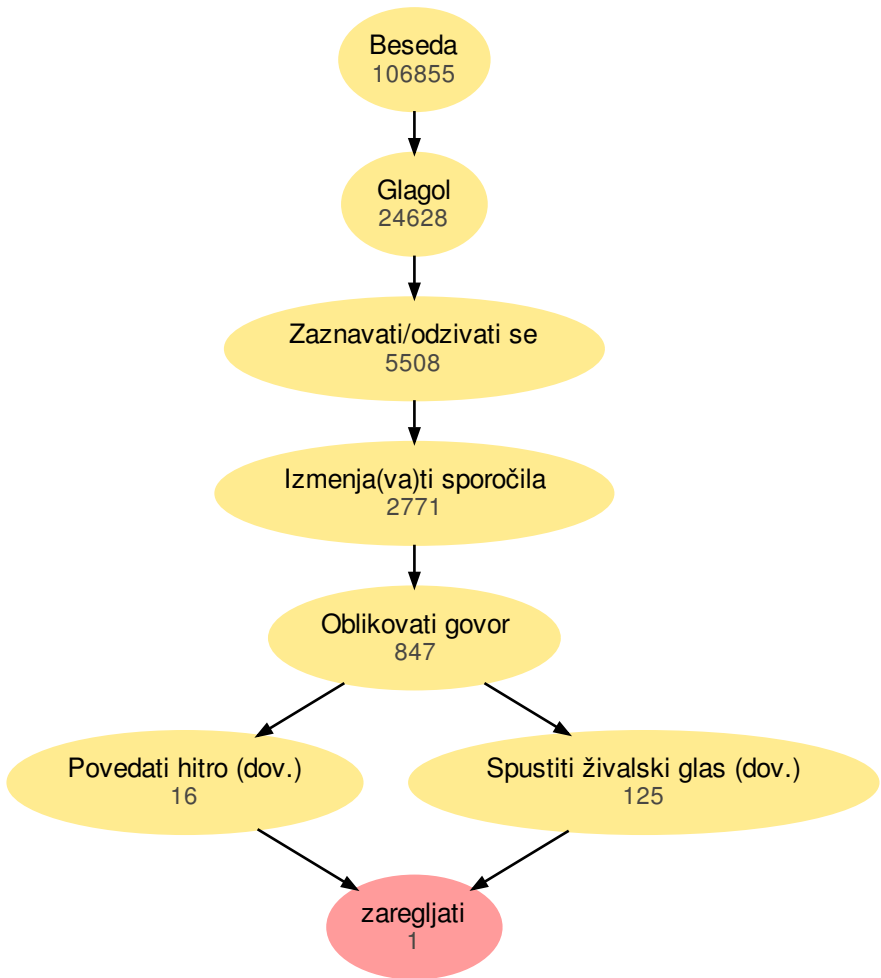 Beseda
106855
Glagol
24628
Zaznavati/odzivati se
5508
Izmenja(va)ti sporočila
2771
Oblikovati govor
847
Povedati hitro (dov.)
16
Spustiti živalski glas (dov.)
125
zaregljati
1